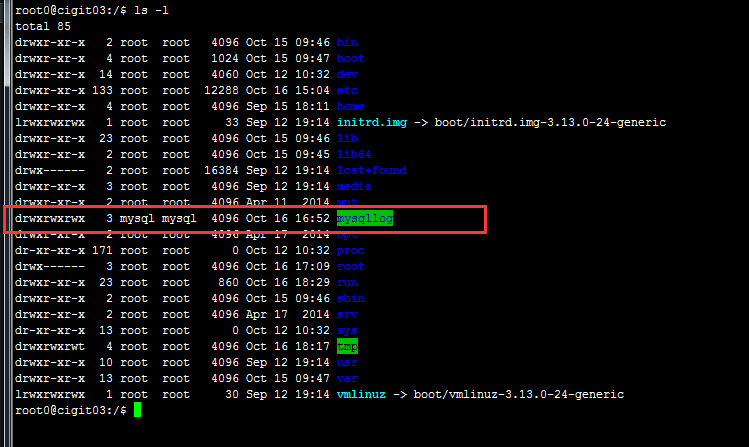 root0@cigit03:/$ ls -l
total 85
drwxr-xr-x 2 root root 4096 Oct 15 09:46 bin
drwxr-xr-x 4 root root 1024 Oct 15 09:47 boot
drwxr-xr-x 14 root root 4060 Oct 12 10:32 dev
drwxr-xr-x 133 root root 12288 Oct 16 15:04 etc
drwxr-xr-x 4 root root 4096 Sep 15 18:11 home
lrwxrwxrwx 1 root root 33 Sep 12 19:14 initrd.img -> boot/initrd.img-3.13.0-24-generic
drwxr-xr-x 23 root root 4096 Oct 15 09:46 lib
drwxr-xr-x 2 root root 4096 Oct 15 09:45 lib64
drwx------ 2 root root 16384 Sep 12 19:14 lost+found
drwxr-xr-x 3 root root 4096 Sep 12 19:14 media
drwxr-xr-x 2 root root 4096 Apr 11 2014 mnt
drwxrwxrwx 3 mysql mysql 4096 Oct 16 16:52 mysqllog
drwxr-xr-x 2 root root 4096 Apr 17 2014 opt
dr-xr-xr-x 171 root root 0 Oct 12 10:32 proc
drwx------ 3 root root 4096 Oct 16 17:09 root
drwxr-xr-x 23 root root 860 Oct 16 18:29 run
drwxr-xr-x 2 root root 4096 Oct 15 09:46 sbin
drwxr-xr-x 2 root root 4096 Apr 17 2014 srv
dr-xr-xr-x 13 root root 0 Oct 12 10:32 sys
drwxrwxrwt 4 root root 4096 Oct 16 18:17 tmp
drwxr-xr-x 10 root root 4096 Sep 12 19:14 usr
drwxr-xr-x 13 root root 4096 Oct 15 09:47 var
lrwxrwxrwx 1 root root 30 Sep 12 19:14 vmlinuz -> boot/vmlinuz-3.13.0-24-generic
root0@cigit03:/$